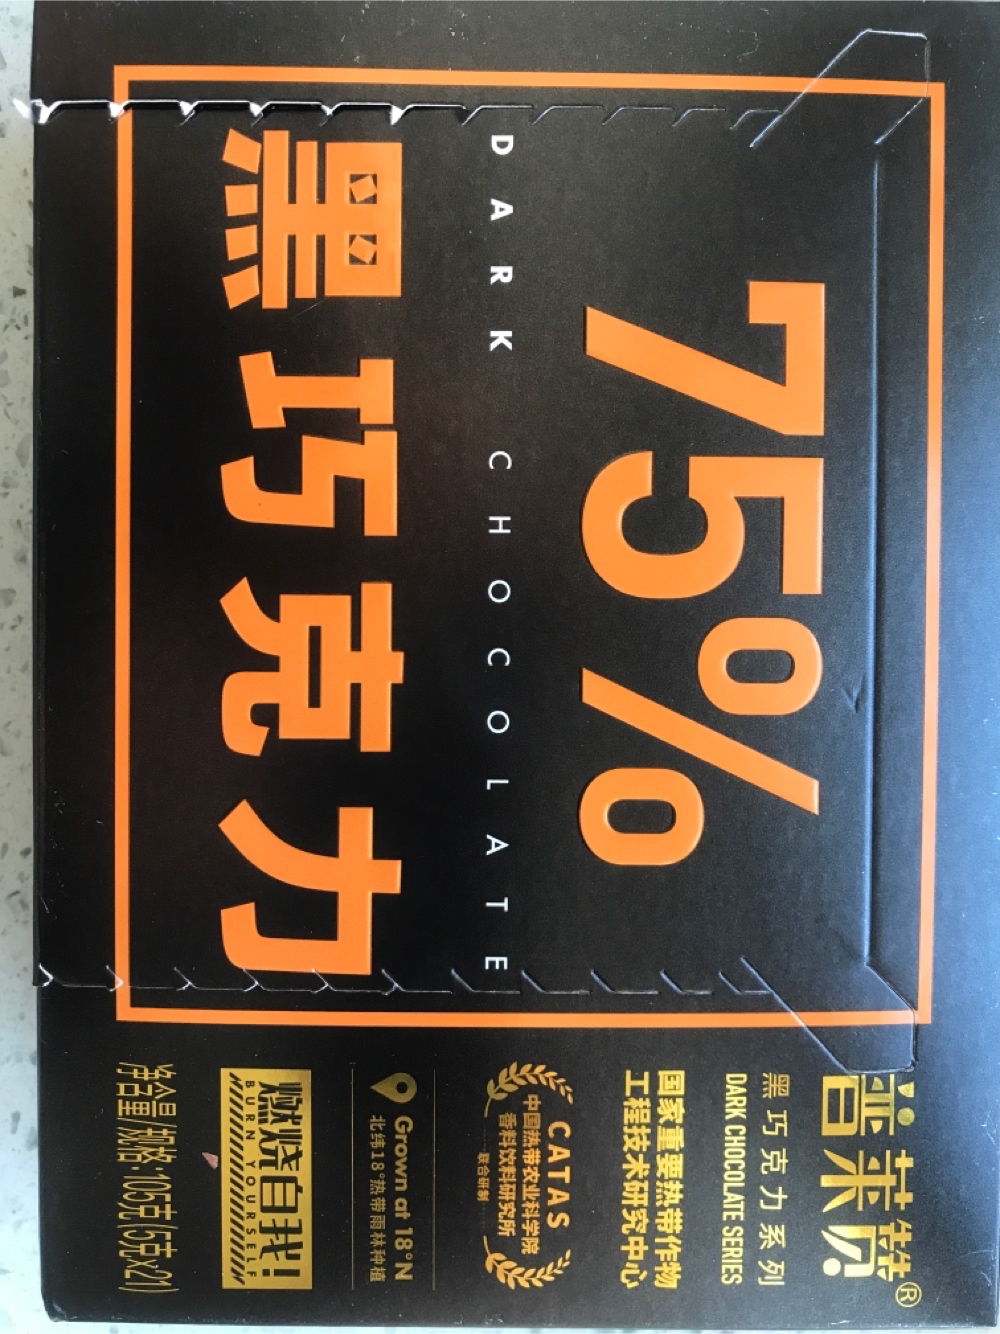 75%
DARK CHOCOLATE
黑巧克力
普莱赞®
黑巧克力系列
DARK CHOCOLATE SERIES
国家重要热带作物
工程技术研究中心
CATAS
中国热带农业科学院
香料饮料研究所
联合研制
Grown at 18°N
北纬18°热带雨林种植
燃烧自我!
BURN YOURSELF
净含量/规格:105克(5克x21)